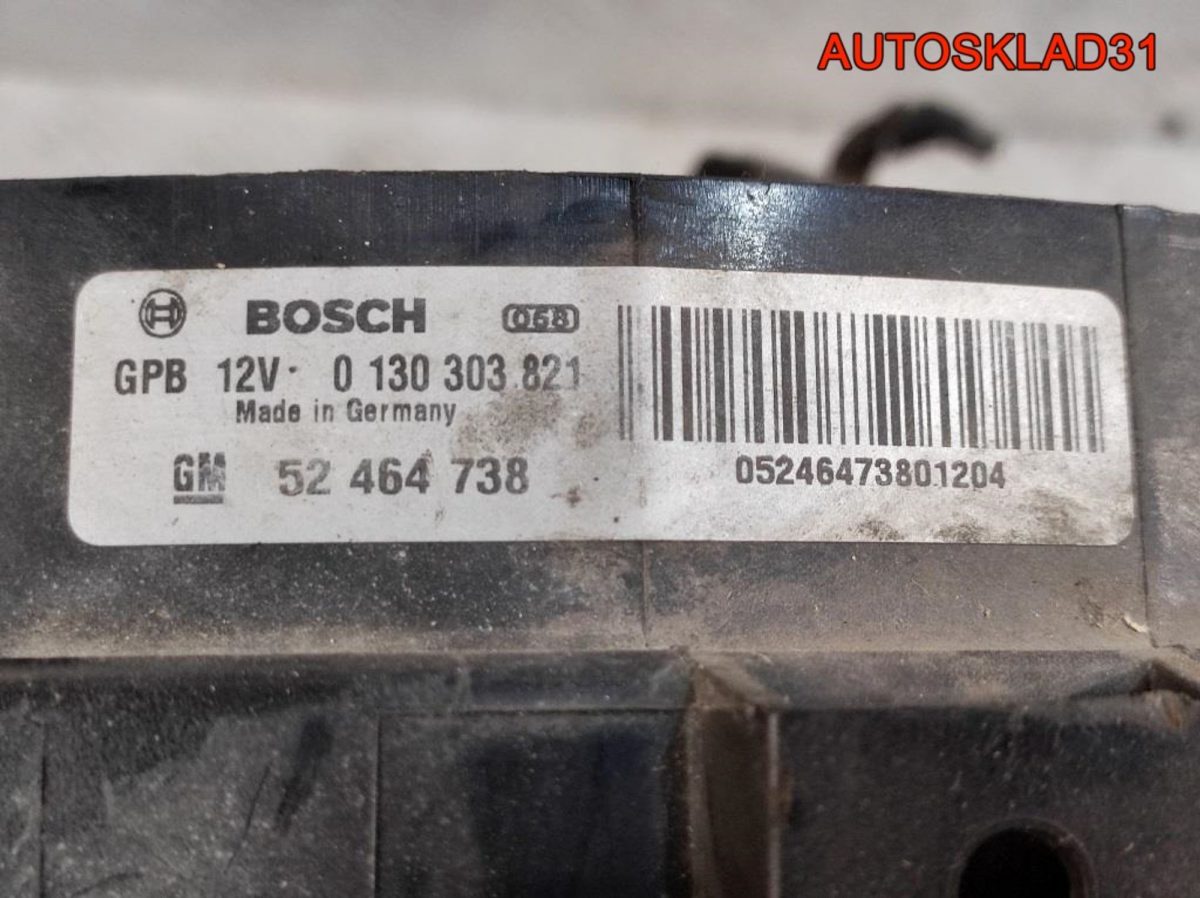 AUTOSKLAD31
BOSCH 068
GPB 12V 0 130 303 821
Made in Germany
GM 52 464 738
05246473801204